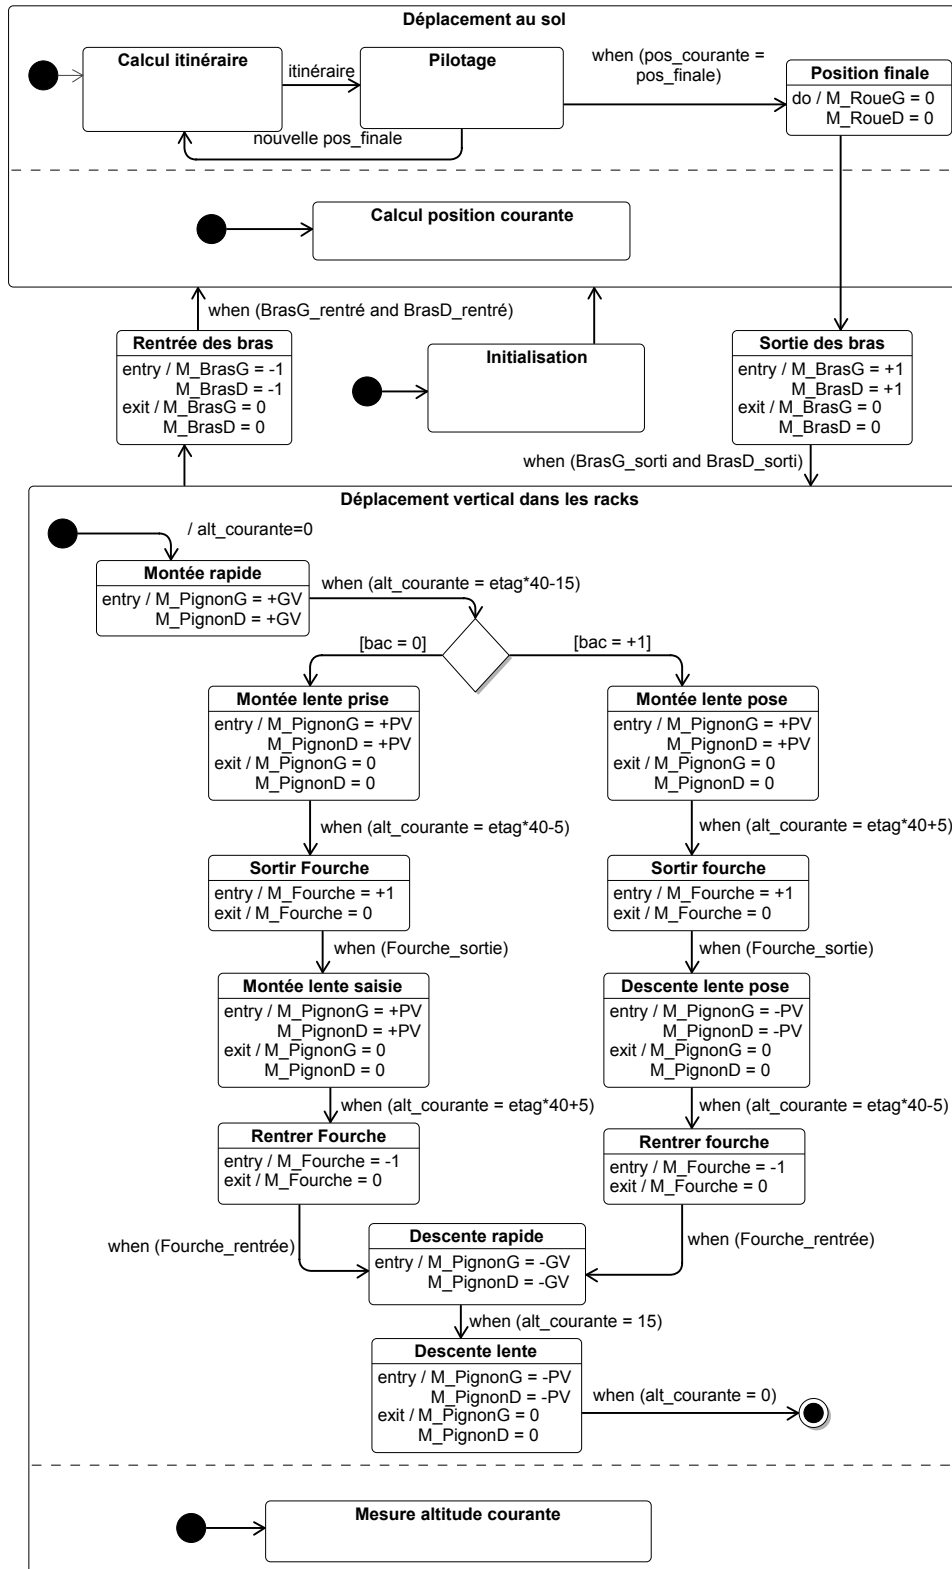 Déplacement au sol
Calcul itinéraire
itinéraire
Pilotage
when (pos_courante =
pos_finale)
Position finale
do / M_RoueG = 0
M_RoueD = 0
nouvelle pos_finale
Calcul position courante
when (BrasG_rentré and BrasD_rentré)
Rentrée des bras
entry / M_BrasG = -1
M_BrasD = -1
exit / M_BrasG = 0
M_BrasD = 0
Initialisation
Sortie des bras
entry / M_BrasG = +1
M_BrasD = +1
exit / M_BrasG = 0
M_BrasD = 0
when (BrasG_sorti and BrasD_sorti)
Déplacement vertical dans les racks
/ alt_courante=0
Montée rapide
entry / M_PignonG = +GV
M_PignonD = +GV
when (alt_courante = etag*40-15)
[bac = 0]
[bac = +1]
Montée lente prise
entry / M_PignonG = +PV
M_PignonD = +PV
exit / M_PignonG = 0
M_PignonD = 0
Montée lente pose
entry / M_PignonG = +PV
M_PignonD = +PV
exit / M_PignonG = 0
M_PignonD = 0
when (alt_courante = etag*40-5)
when (alt_courante = etag*40+5)
Sortir Fourche
entry / M_Fourche = +1
exit / M_Fourche = 0
Sortir fourche
entry / M_Fourche = +1
exit / M_Fourche = 0
when (Fourche_sortie)
when (Fourche_sortie)
Montée lente saisie
entry / M_PignonG = +PV
M_PignonD = +PV
exit / M_PignonG = 0
M_PignonD = 0
Descente lente pose
entry / M_PignonG = -PV
M_PignonD = -PV
exit / M_PignonG = 0
M_PignonD = 0
when (alt_courante = etag*40+5)
when (alt_courante = etag*40-5)
Rentrer Fourche
entry / M_Fourche = -1
exit / M_Fourche = 0
Rentrer fourche
entry / M_Fourche = -1
exit / M_Fourche = 0
when (Fourche_rentrée)
when (Fourche_rentrée)
Descente rapide
entry / M_PignonG = -GV
M_PignonD = -GV
when (alt_courante = 15)
Descente lente
entry / M_PignonG = -PV
M_PignonD = -PV
exit / M_PignonG = 0
M_PignonD = 0
when (alt_courante = 0)
Mesure altitude courante